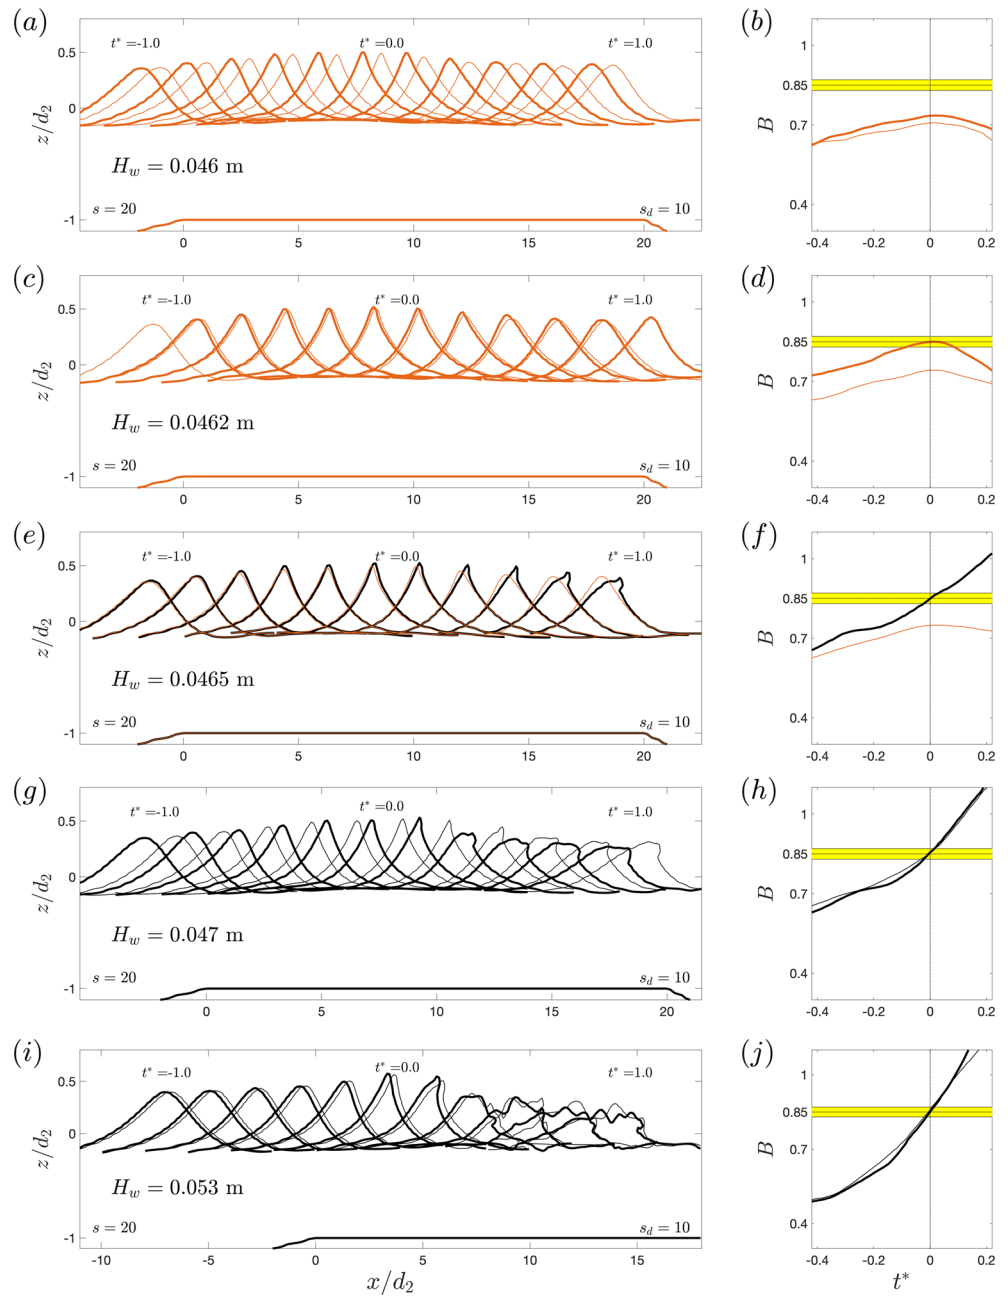 (a)
t* =-1.0 t* =0.0 t* =1.0
0.5
0
-1
z/d₂
H_w = 0.046 m
s = 20 s_d = 10
0 5 10 15 20
(b)
1
0.85
0.7
0.4
B
-0.4 -0.2 0 0.2
(c)
t* =-1.0 t* =0.0 t* =1.0
0.5
0
-1
z/d₂
H_w = 0.0462 m
s = 20 s_d = 10
0 5 10 15 20
(d)
1
0.85
0.7
0.4
B
-0.4 -0.2 0 0.2
(e)
t* =-1.0 t* =0.0 t* =1.0
0.5
0
-1
z/d₂
H_w = 0.0465 m
s = 20 s_d = 10
0 5 10 15 20
(f)
1
0.85
0.7
0.4
B
-0.4 -0.2 0 0.2
(g)
t* =-1.0 t* =0.0 t* =1.0
0.5
0
-1
z/d₂
H_w = 0.047 m
s = 20 s_d = 10
0 5 10 15 20
(h)
1
0.85
0.7
0.4
B
-0.4 -0.2 0 0.2
(i)
t* =-1.0 t* =0.0 t* =1.0
0.5
0
-1
z/d₂
H_w = 0.053 m
s = 20 s_d = 10
-10 -5 0 5 10 15
x/d₂
(j)
1
0.85
0.7
0.4
B
-0.4 -0.2 0 0.2
t*